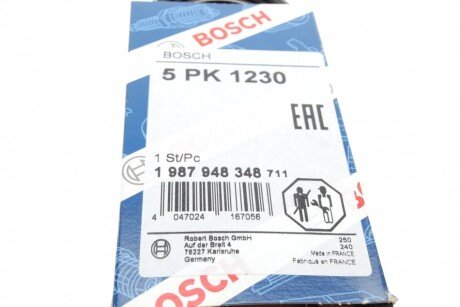 BOSCH
BOSCH
5 PK 1230
EAC
1 St/Pc
1 987 948 348 711
4 047024 167056
Robert Bosch GmbH
Auf der Breit 4
76227 Karlsruhe
Germany
250
240
Made in FRANCE
Fabriqué en FRANCE
BOSCH